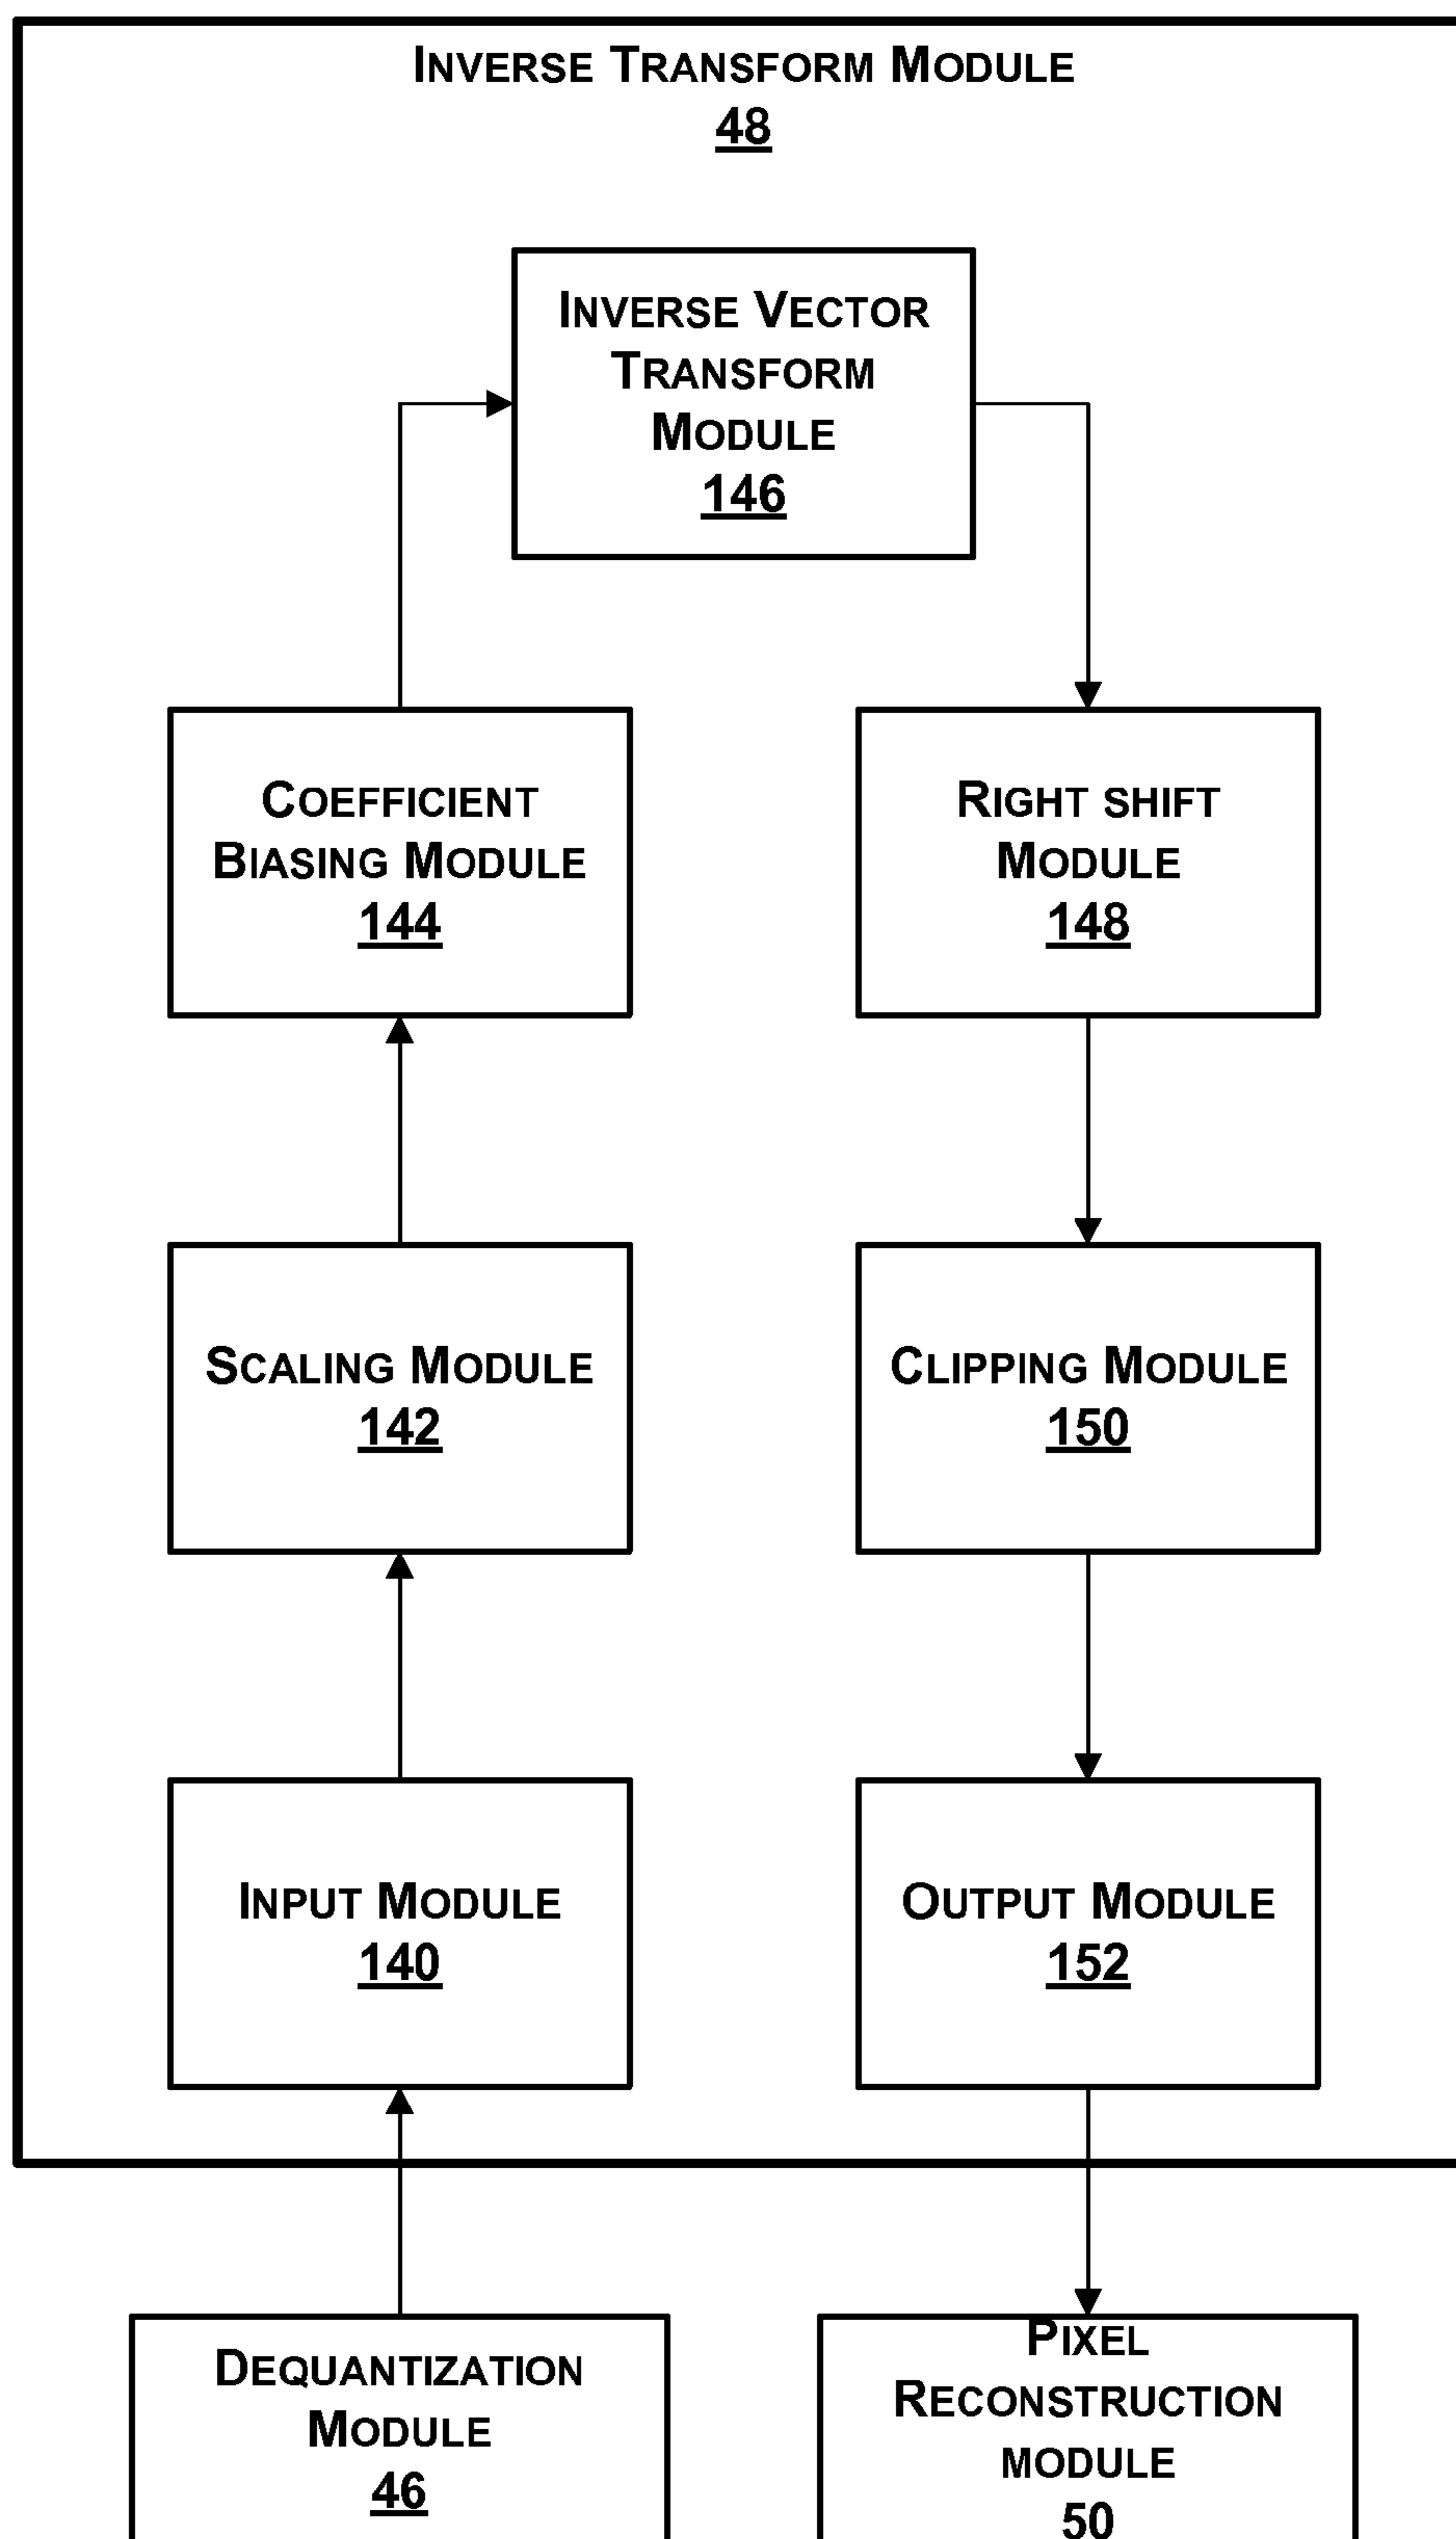 INVERSE TRANSFORM MODULE
48
INVERSE VECTOR
TRANSFORM
MODULE
146
COEFFICIENT
BIASING MODULE
144
RIGHT SHIFT
MODULE
148
SCALING MODULE
142
CLIPPING MODULE
150
INPUT MODULE
140
OUTPUT MODULE
152
DEQUANTIZATION
MODULE
46
PIXEL
RECONSTRUCTION
MODULE
50